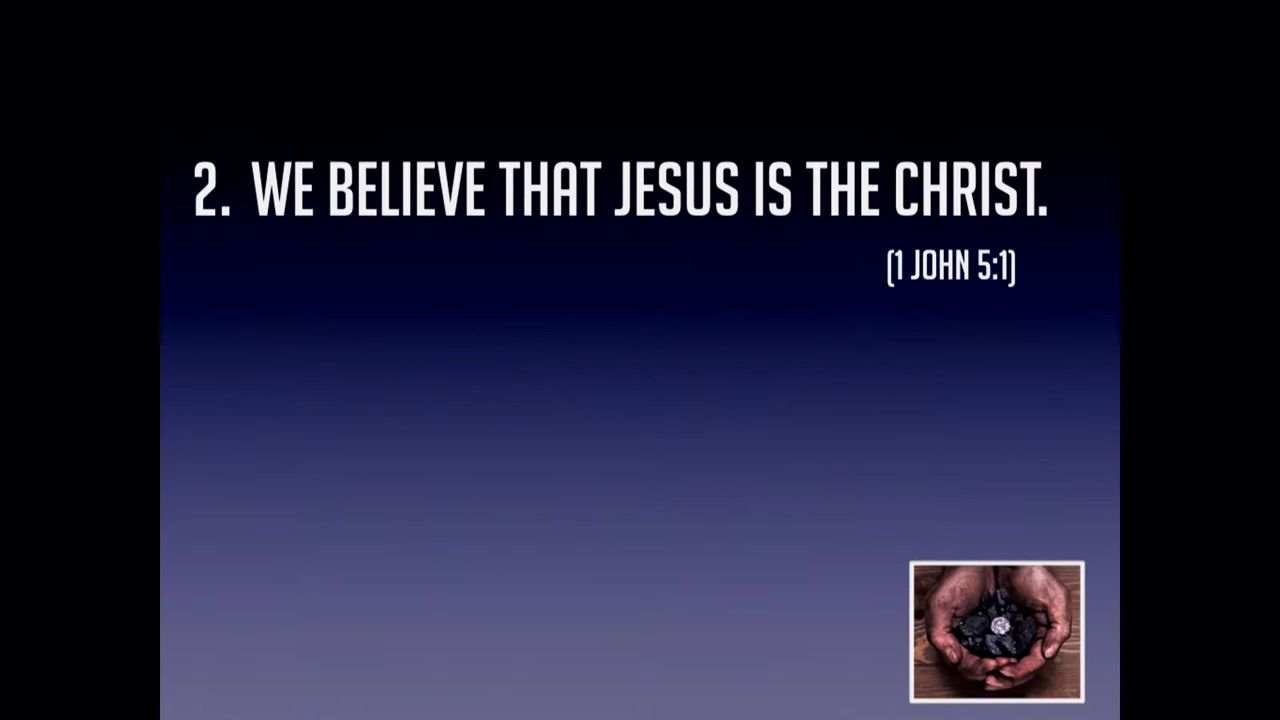 2. WE BELIEVE THAT JESUS IS THE CHRIST.
(1 JOHN 5:1)